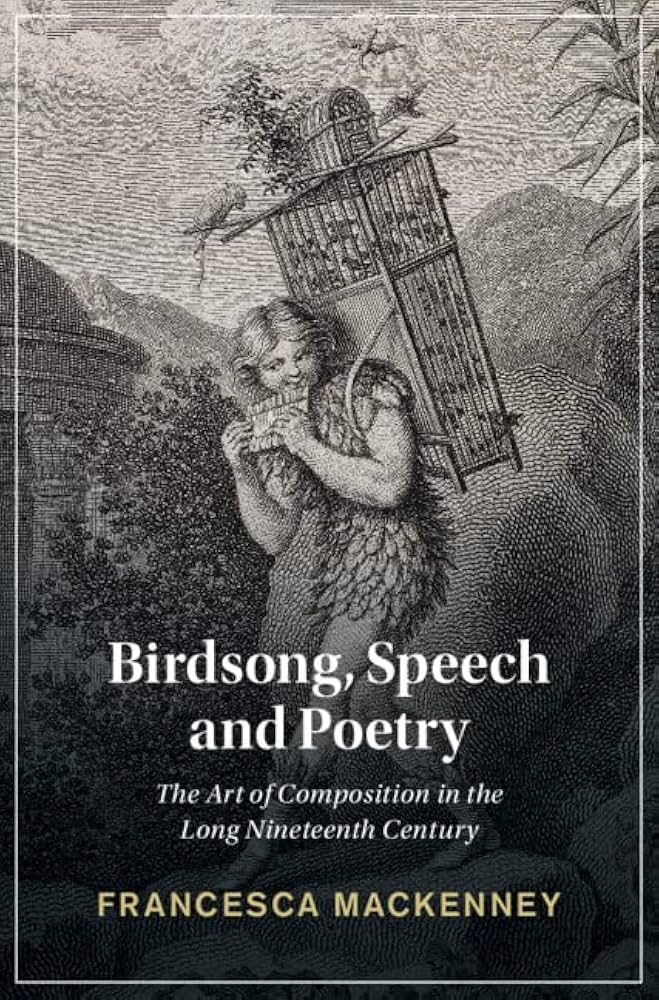 Birdsong, Speech
and Poetry
The Art of Composition in the
Long Nineteenth Century
FRANCESCA MACKENNEY